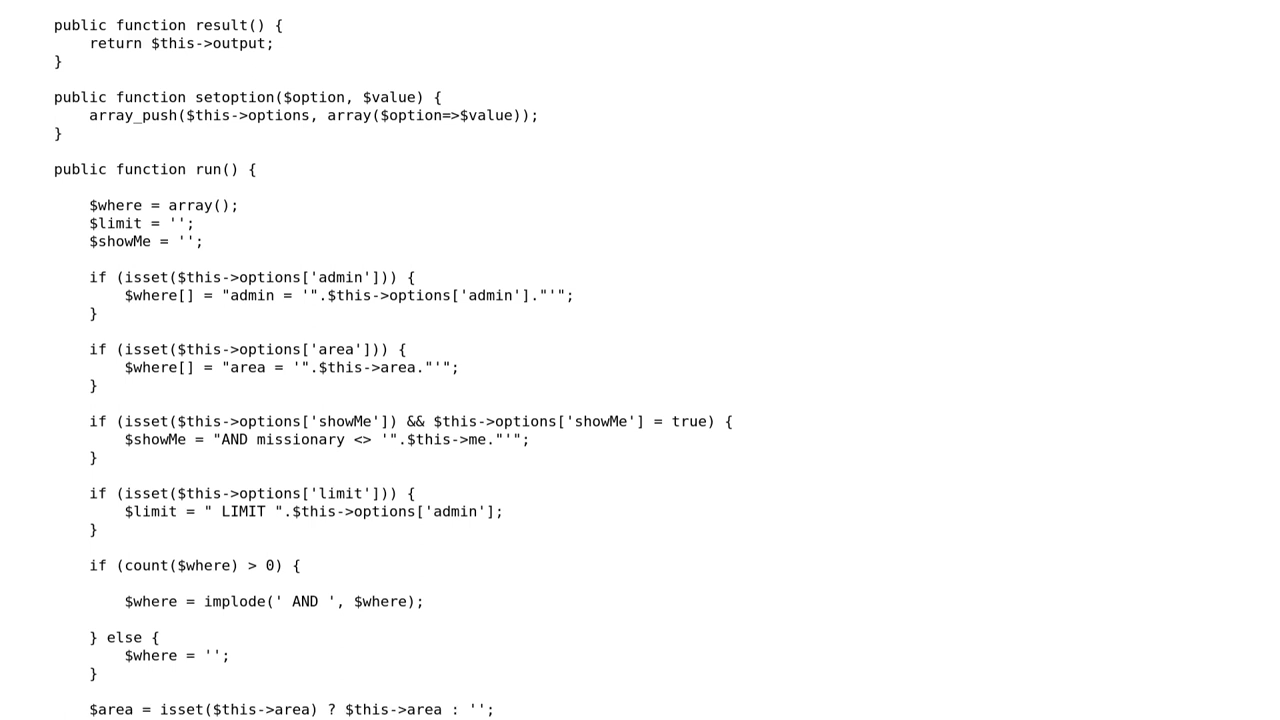 public function result() {
    return $this->output;
}

public function setoption($option, $value) {
    array_push($this->options, array($option=>$value));
}

public function run() {

    $where = array();
    $limit = '';
    $showMe = '';

    if (isset($this->options['admin'])) {
        $where[] = "admin = '".$this->options['admin']."'";
    }

    if (isset($this->options['area'])) {
        $where[] = "area = '".$this->area."'";
    }

    if (isset($this->options['showMe']) && $this->options['showMe'] = true) {
        $showMe = "AND missionary <> '".$this->me."'";
    }

    if (isset($this->options['limit'])) {
        $limit = " LIMIT ".$this->options['admin'];
    }

    if (count($where) > 0) {

        $where = implode(' AND ', $where);

    } else {
        $where = '';
    }

    $area = isset($this->area) ? $this->area : '';